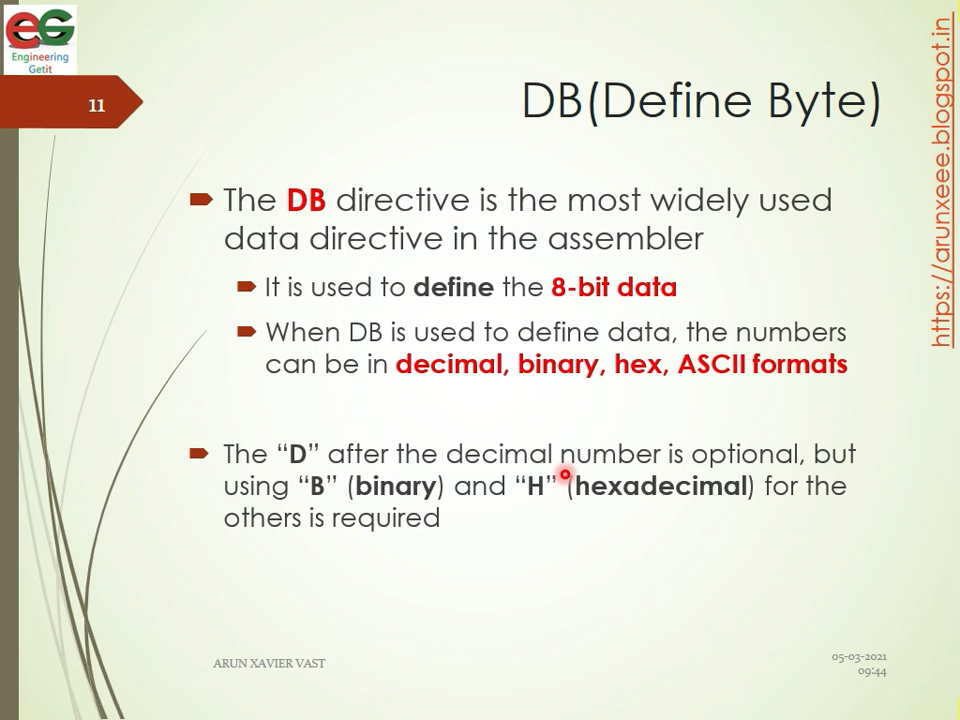 eG
Engineering
Getit
11
DB(Define Byte)
https://arunxeee.blogspot.in
The DB directive is the most widely used
data directive in the assembler
It is used to define the 8-bit data
When DB is used to define data, the numbers
can be in decimal, binary, hex, ASCII formats
The “D” after the decimal number is optional, but
using “B” (binary) and “H” (hexadecimal) for the
others is required
ARUN XAVIER VAST
05-03-2021
09:44